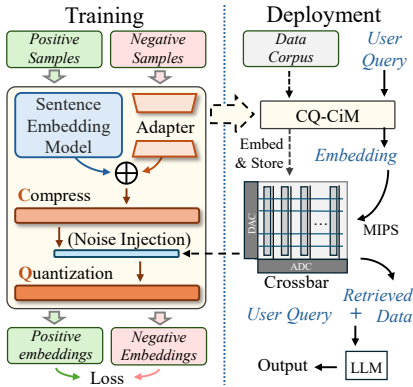 Training
Positive
Samples
Negative
Samples
Sentence
Embedding
Model
Adapter
Compress
(Noise Injection)
Quantization
Positive
embeddings
Negative
Embeddings
Loss
Deployment
Data
Corpus
User
Query
CQ-CiM
Embed
& Store
Embedding
DAC
...
MIPS
ADC
Crossbar
User Query
+
Retrieved
Data
Output
LLM